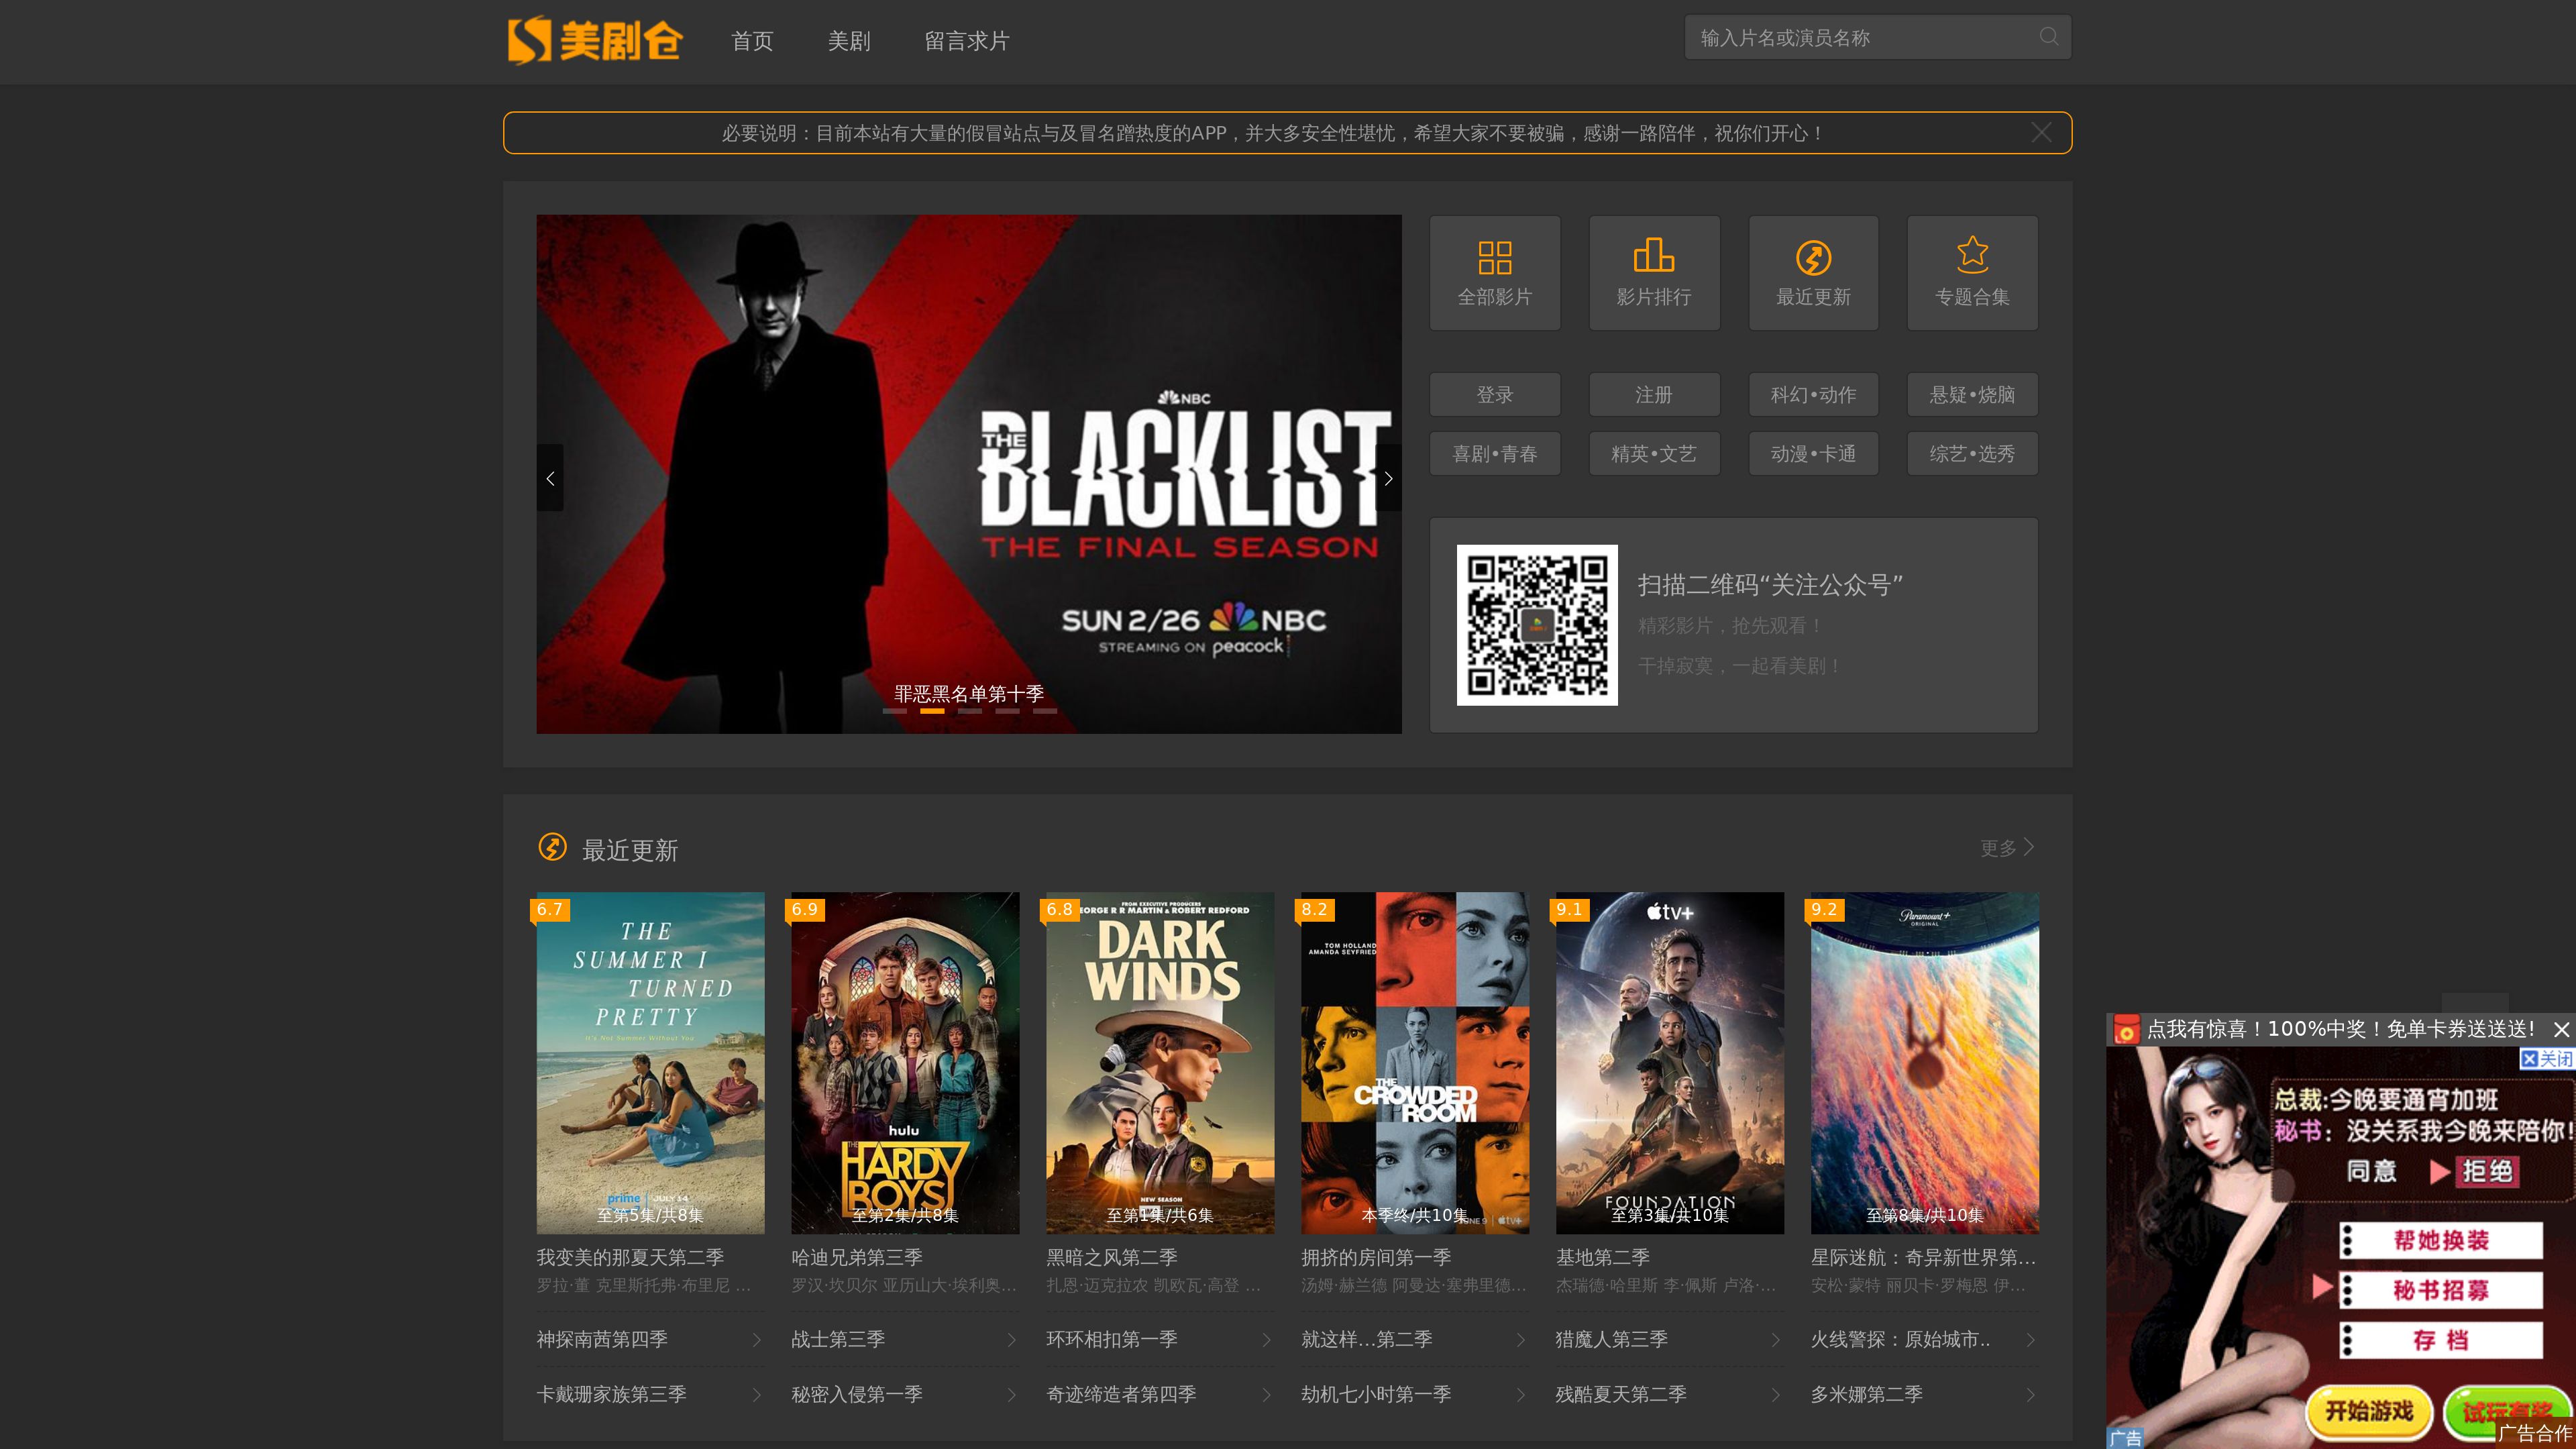 美剧仓
首页
美剧
留言求片
输入片名或演员名称
必要说明：目前本站有大量的假冒站点与及冒名蹭热度的APP，并大多安全性堪忧，希望大家不要被骗，感谢一路陪伴，祝你们开心！
NBC
THE
BLACKLIST
THE FINAL SEASON
SUN 2/26 NBC
STREAMING ON peacock
罪恶黑名单第十季
全部影片
影片排行
最近更新
专题合集
登录
注册
科幻•动作
悬疑•烧脑
喜剧•青春
精英•文艺
动漫•卡通
综艺•选秀
扫描二维码“关注公众号”
精彩影片，抢先观看！
干掉寂寞，一起看美剧！
最近更新
更多
6.7
THE
SUMMER I
TURNED
PRETTY
It's Not Summer Without You
prime JULY 14
至第5集/共8集
我变美的那夏天第二季
罗拉·董 克里斯托弗·布里尼 ...
6.9
hulu
THE
HARDY
BOYS
至第2集/共8集
哈迪兄弟第三季
罗汉·坎贝尔 亚历山大·埃利奥...
6.8
FROM EXECUTIVE PRODUCERS
GEORGE R R MARTIN & ROBERT REDFORD
DARK
WINDS
NEW SEASON
至第1集/共6集
黑暗之风第二季
扎恩·迈克拉农 凯欧瓦·高登 ...
8.2
TOM HOLLAND
AMANDA SEYFRIED
THE
CROWDED
ROOM
JUNE 9 tv+
本季终/共10集
拥挤的房间第一季
汤姆·赫兰德 阿曼达·塞弗里德...
9.1
tv+
FOUNDATION
至第3集/共10集
基地第二季
杰瑞德·哈里斯 李·佩斯 卢洛·...
9.2
Paramount+
ORIGINAL
至第8集/共10集
星际迷航：奇异新世界第...
安松·蒙特 丽贝卡·罗梅恩 伊...
神探南茜第四季
战士第三季
环环相扣第一季
就这样…第二季
猎魔人第三季
火线警探：原始城市..
卡戴珊家族第三季
秘密入侵第一季
奇迹缔造者第四季
劫机七小时第一季
残酷夏天第二季
多米娜第二季
点我有惊喜！100%中奖！免单卡券送送送!
关闭
总裁:今晚要通宵加班
秘书：没关系我今晚来陪你!
同意
拒绝
帮她换装
秘书招募
存 档
开始游戏
试玩有奖
广告
广告合作